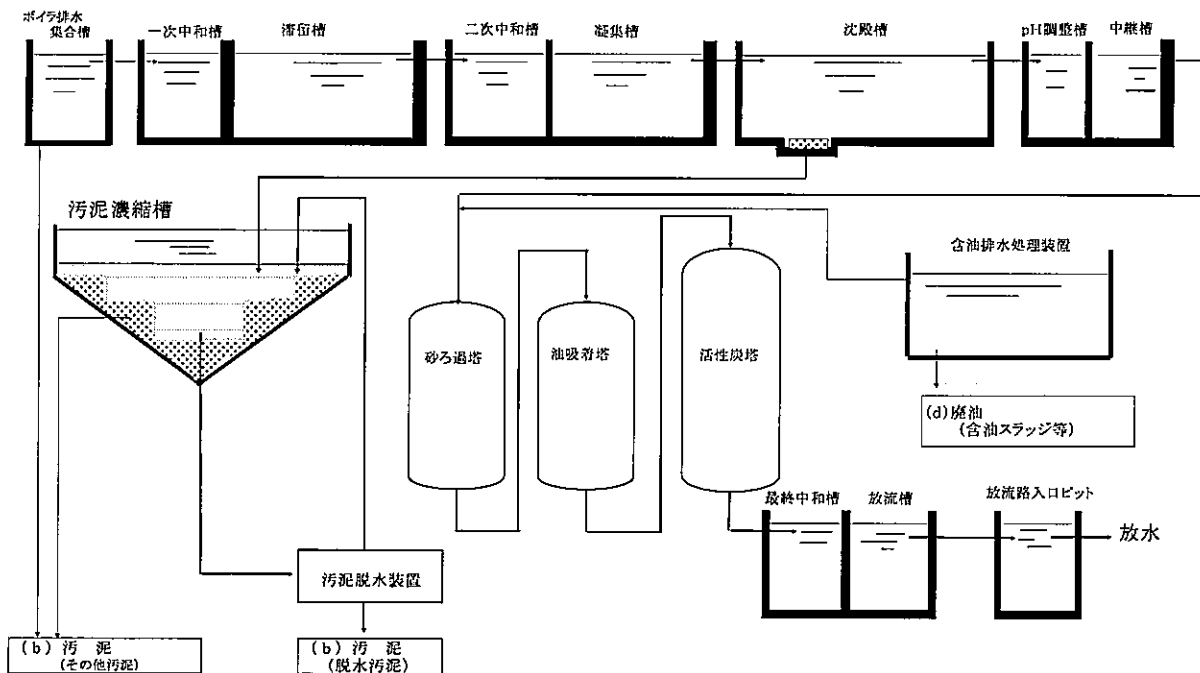 ボイラ排水
集合槽
一次中和槽
滞留槽
二次中和槽
凝集槽
沈殿槽
pH調整槽
中継槽
汚泥濃縮槽
含油排水処理装置
砂ろ過塔
油吸着塔
活性炭塔
(d)廃油
(含油スラッジ等)
最終中和槽
放流槽
放流路入口ピット
放水
汚泥脱水装置
(b) 汚 泥
(その他汚泥)
(b) 汚 泥
(脱水汚泥)